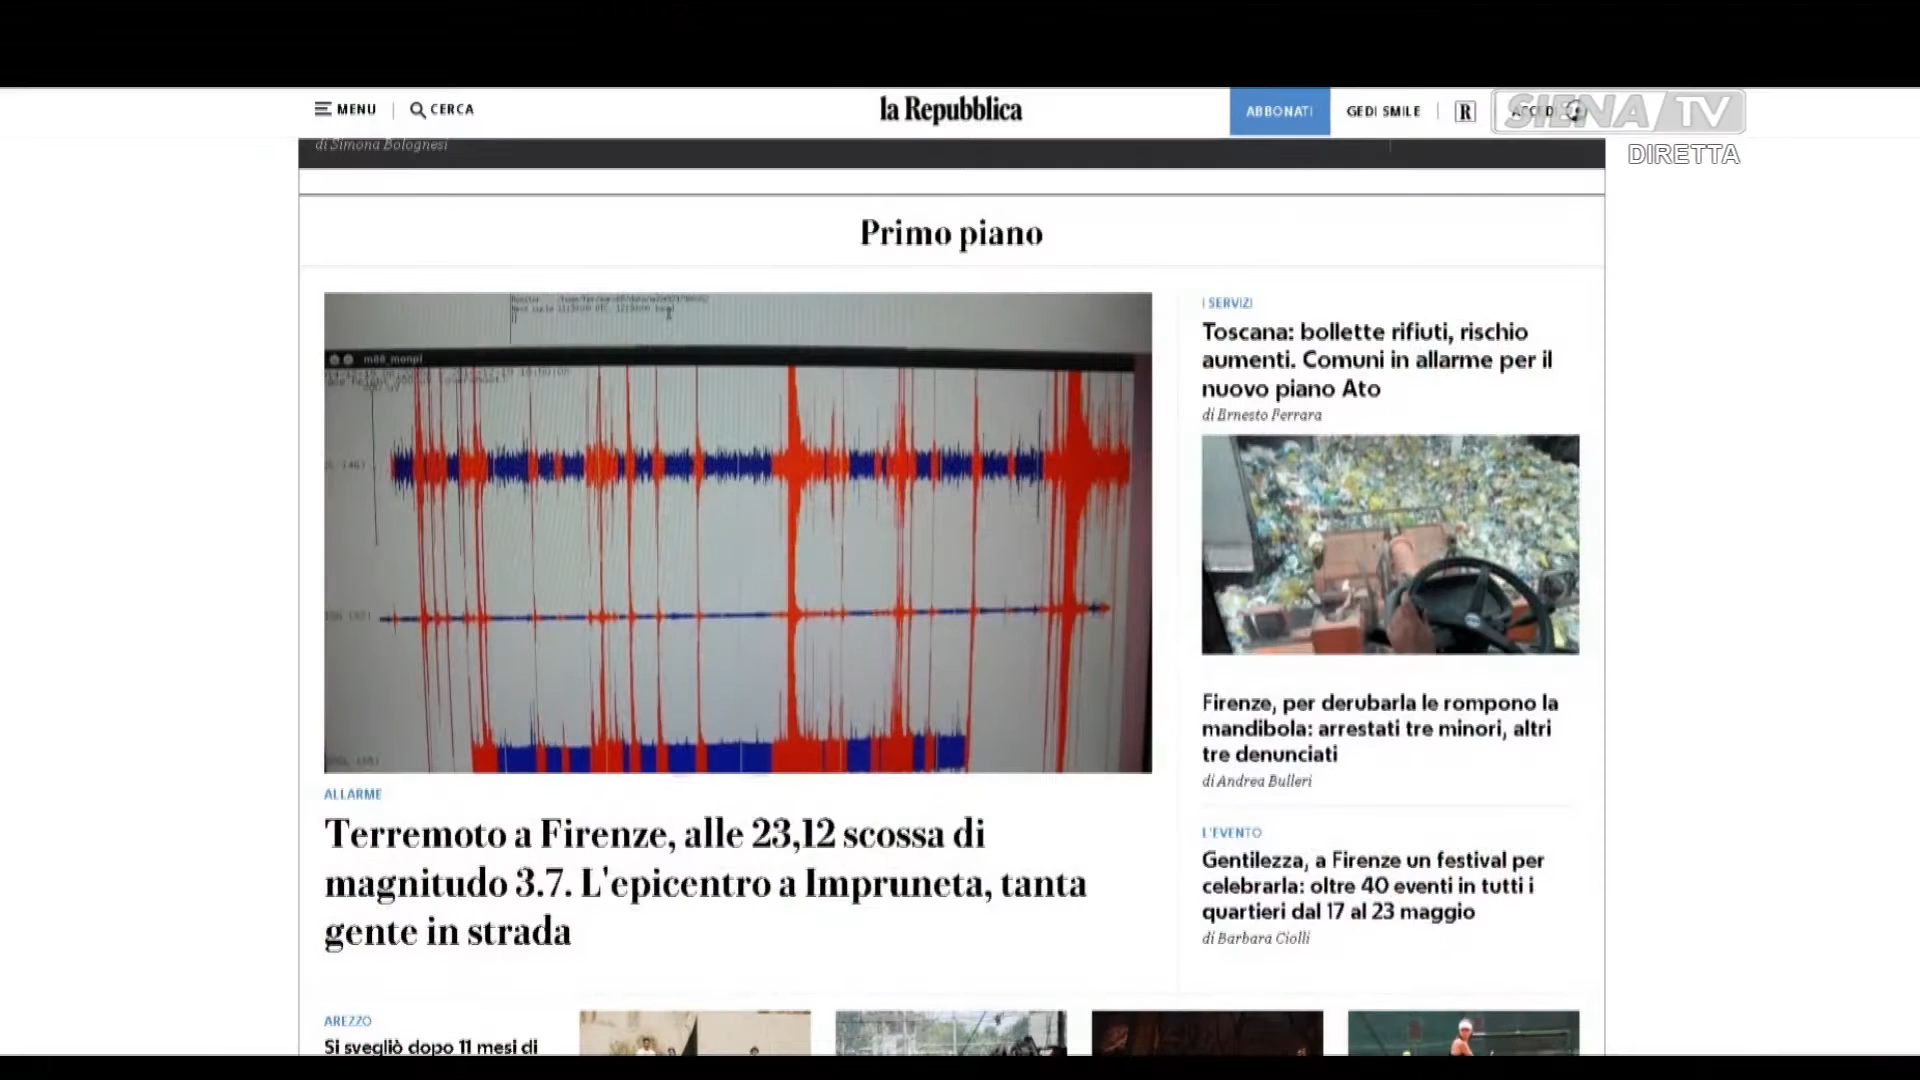 MENU
CERCA
la Repubblica
ABBONATI
GEDI SMILE
R
SIENA TV
DIRETTA
di Simona Bolognesi
Primo piano
m88_monpl
ALLARME
Terremoto a Firenze, alle 23,12 scossa di
magnitudo 3.7. L'epicentro a Impruneta, tanta
gente in strada
I SERVIZI
Toscana: bollette rifiuti, rischio
aumenti. Comuni in allarme per il
nuovo piano Ato
di Ernesto Ferrara
Firenze, per derubarla le rompono la
mandibola: arrestati tre minori, altri
tre denunciati
di Andrea Bulleri
L'EVENTO
Gentilezza, a Firenze un festival per
celebrarla: oltre 40 eventi in tutti i
quartieri dal 17 al 23 maggio
di Barbara Ciolli
AREZZO
Si svegliò dopo 11 mesi di